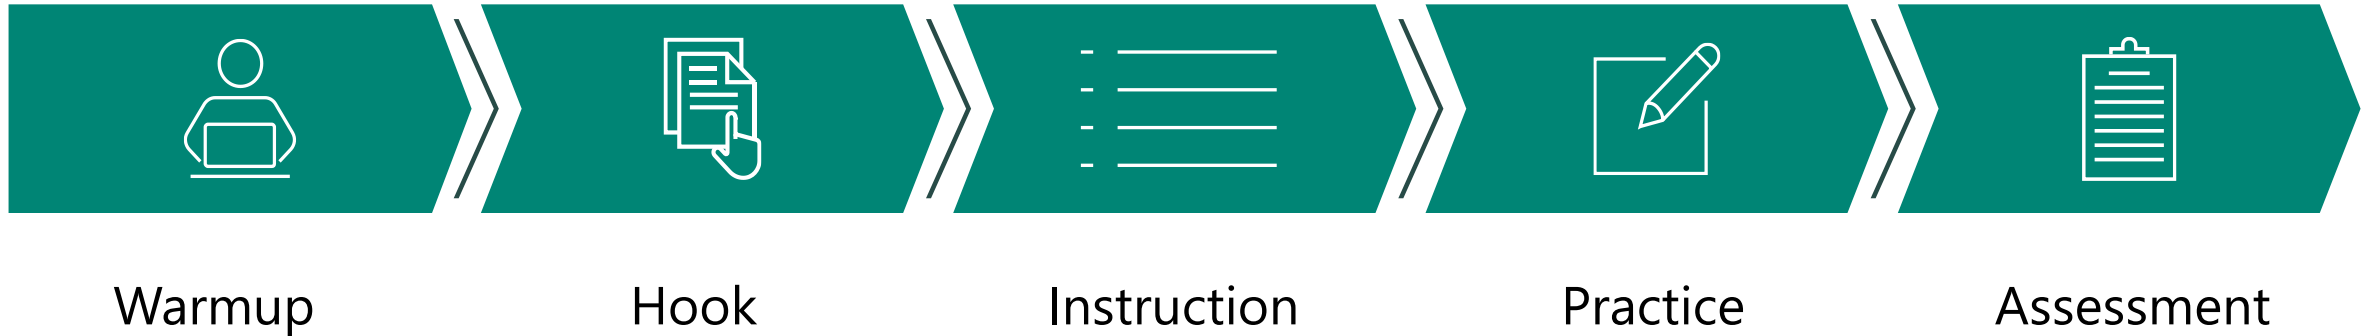 Warmup
Hook
Instruction
Practice
Assessment